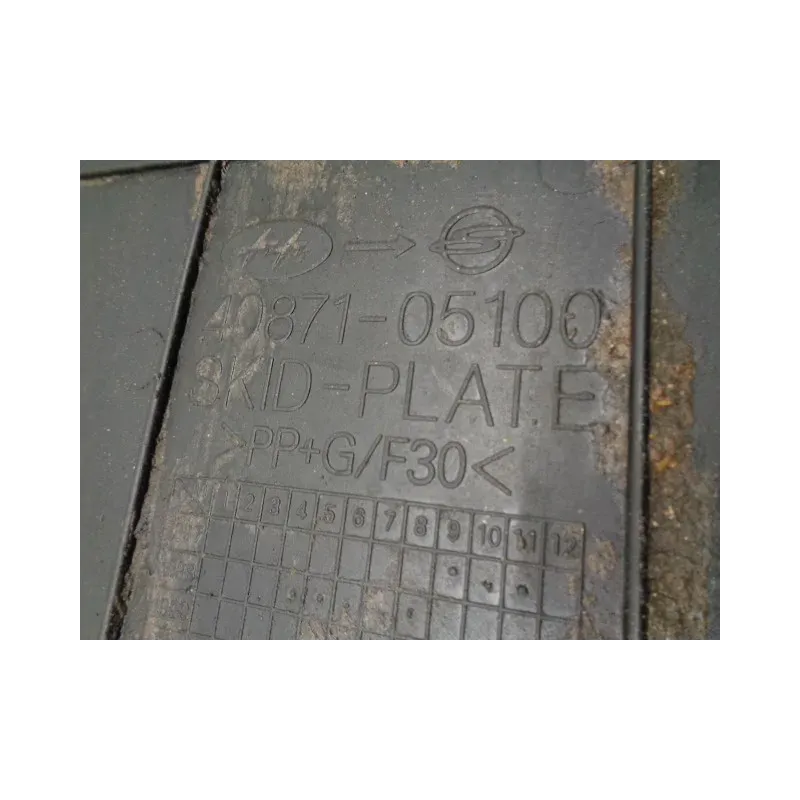 40871-05100
SKID-PLATE
>PP+G/F30<
1 2 3 4 5 6 7 8 9 10 11 12